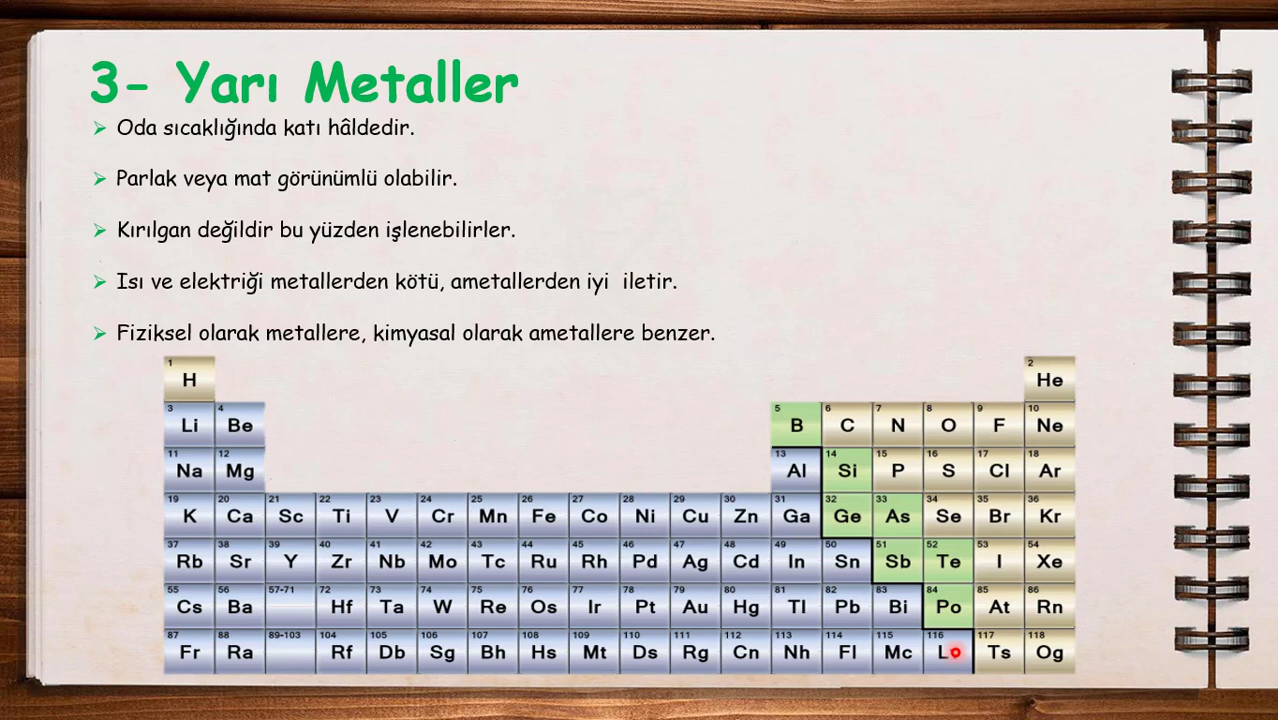 3- Yarı Metaller
Oda sıcaklığında katı hâldedir.
Parlak veya mat görünümlü olabilir.
Kırılgan değildir bu yüzden işlenebilirler.
Isı ve elektriği metallerden kötü, ametallerden iyi iletir.
Fiziksel olarak metallere, kimyasal olarak ametallere benzer.
1 2
H He
3 4 5 6 7 8 9 10
Li Be B C N O F Ne
11 12 13 14 15 16 17 18
Na Mg Al Si P S Cl Ar
19 20 21 22 23 24 25 26 27 28 29 30 31 32 33 34 35 36
K Ca Sc Ti V Cr Mn Fe Co Ni Cu Zn Ga Ge As Se Br Kr
37 38 39 40 41 42 43 44 45 46 47 48 49 50 51 52 53 54
Rb Sr Y Zr Nb Mo Tc Ru Rh Pd Ag Cd In Sn Sb Te I Xe
55 56 57-71 72 73 74 75 76 77 78 79 80 81 82 83 84 85 86
Cs Ba Hf Ta W Re Os Ir Pt Au Hg Tl Pb Bi Po At Rn
87 88 89-103 104 105 106 107 108 109 110 111 112 113 114 115 116 117 118
Fr Ra Rf Db Sg Bh Hs Mt Ds Rg Cn Nh Fl Mc Ts Og